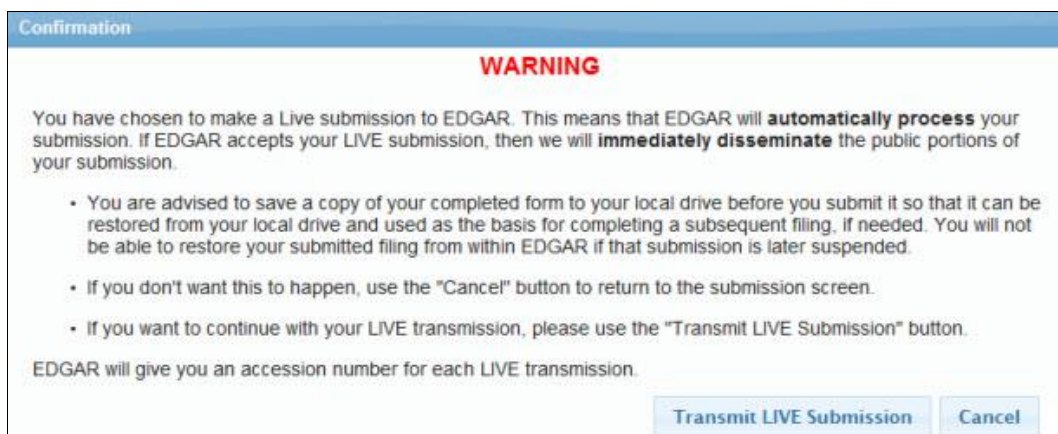 Confirmation
WARNING
You have chosen to make a Live submission to EDGAR. This means that EDGAR will automatically process your
submission. If EDGAR accepts your LIVE submission, then we will immediately disseminate the public portions of
your submission.
• You are advised to save a copy of your completed form to your local drive before you submit it so that it can be
restored from your local drive and used as the basis for completing a subsequent filing, if needed. You will not
be able to restore your submitted filing from within EDGAR if that submission is later suspended.
• If you don't want this to happen, use the "Cancel" button to return to the submission screen.
• If you want to continue with your LIVE transmission, please use the "Transmit LIVE Submission" button.
EDGAR will give you an accession number for each LIVE transmission.
Transmit LIVE Submission Cancel